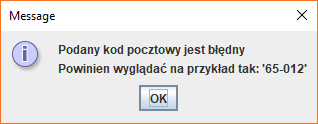 Message
Podany kod pocztowy jest błędny
Powinien wyglądać na przykład tak: '65-012'
OK